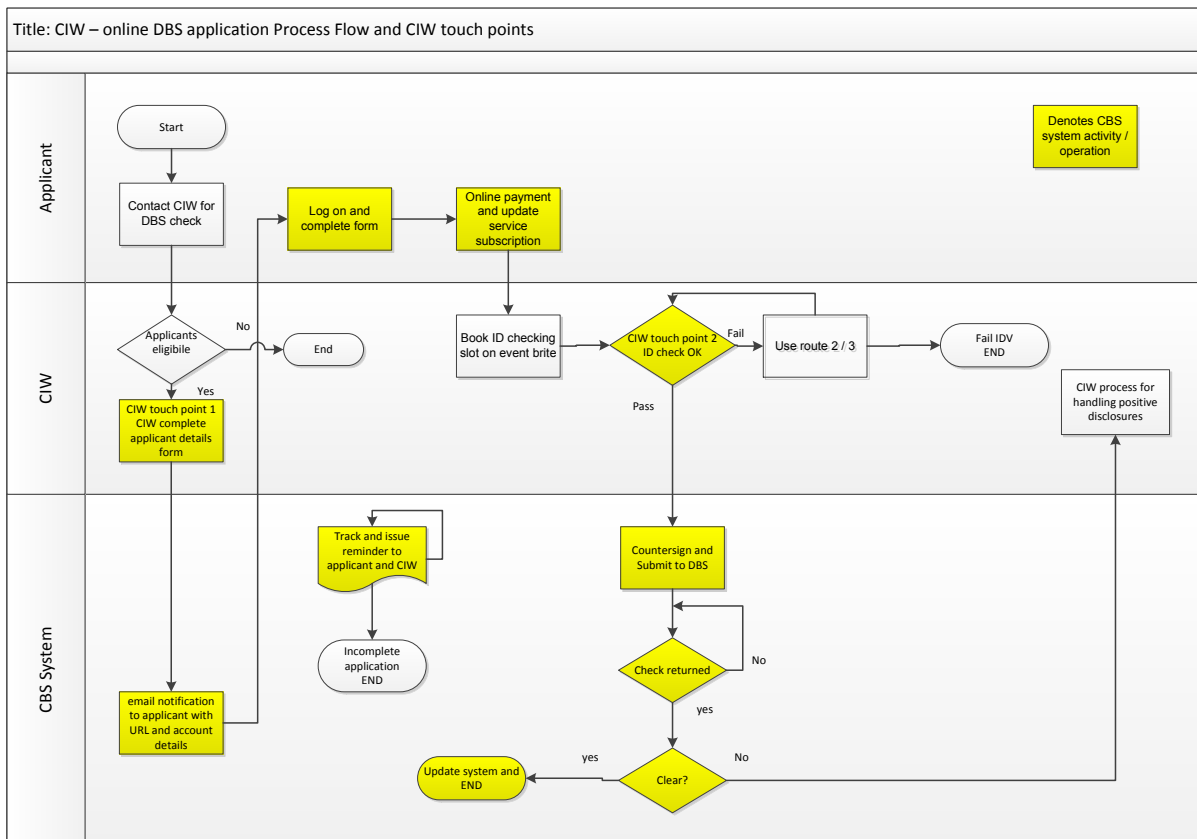 Title: CIW – online DBS application Process Flow and CIW touch points
Applicant
Start
Denotes CBS
system activity /
operation
Contact CIW for
DBS check
Log on and
complete form
Online payment
and update
service
subscription
CIW
Applicants
eligibile
No
End
Yes
CIW touch point 1
CIW complete
applicant details
form
Book ID checking
slot on event brite
CIW touch point 2
ID check OK
Fail
Pass
Use route 2 / 3
Fail IDV
END
CIW process for
handling positive
disclosures
CBS System
Track and issue
reminder to
applicant and CIW
Incomplete
application
END
email notification
to applicant with
URL and account
details
Countersign and
Submit to DBS
Check returned
No
yes
Clear?
yes
No
Update system and
END